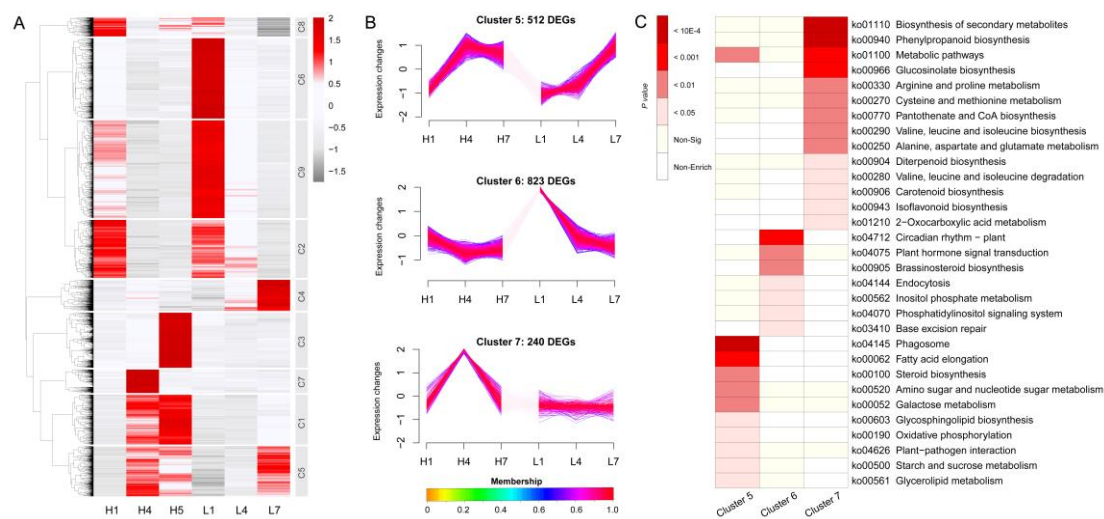 A
2
1.5
1
0.5
0
−0.5
−1
−1.5
C8
C6
C9
C2
C4
C3
C7
C1
C5
H1 H4 H5 L1 L4 L7
B
Cluster 5: 512 DEGs
Expression changes
1
0
−1
−2
H1 H4 H7 L1 L4 L7
Cluster 6: 823 DEGs
Expression changes
2
1
0
−1
H1 H4 H7 L1 L4 L7
Cluster 7: 240 DEGs
Expression changes
2
1
0
−1
−2
H1 H4 H7 L1 L4 L7
Membership
0 0.2 0.4 0.6 0.8 1.0
C
P value
< 10E-4
< 0.001
< 0.01
< 0.05
Non-Sig
Non-Enrich
ko01110 Biosynthesis of secondary metabolites
ko00940 Phenylpropanoid biosynthesis
ko01100 Metabolic pathways
ko00966 Glucosinolate biosynthesis
ko00330 Arginine and proline metabolism
ko00270 Cysteine and methionine metabolism
ko00770 Pantothenate and CoA biosynthesis
ko00290 Valine, leucine and isoleucine biosynthesis
ko00250 Alanine, aspartate and glutamate metabolism
ko00904 Diterpenoid biosynthesis
ko00280 Valine, leucine and isoleucine degradation
ko00906 Carotenoid biosynthesis
ko00943 Isoflavonoid biosynthesis
ko01210 2−Oxocarboxylic acid metabolism
ko04712 Circadian rhythm − plant
ko04075 Plant hormone signal transduction
ko00905 Brassinosteroid biosynthesis
ko04144 Endocytosis
ko00562 Inositol phosphate metabolism
ko04070 Phosphatidylinositol signaling system
ko03410 Base excision repair
ko04145 Phagosome
ko00062 Fatty acid elongation
ko00100 Steroid biosynthesis
ko00520 Amino sugar and nucleotide sugar metabolism
ko00052 Galactose metabolism
ko00603 Glycosphingolipid biosynthesis
ko00190 Oxidative phosphorylation
ko04626 Plant−pathogen interaction
ko00500 Starch and sucrose metabolism
ko00561 Glycerolipid metabolism
Cluster 5 Cluster 6 Cluster 7